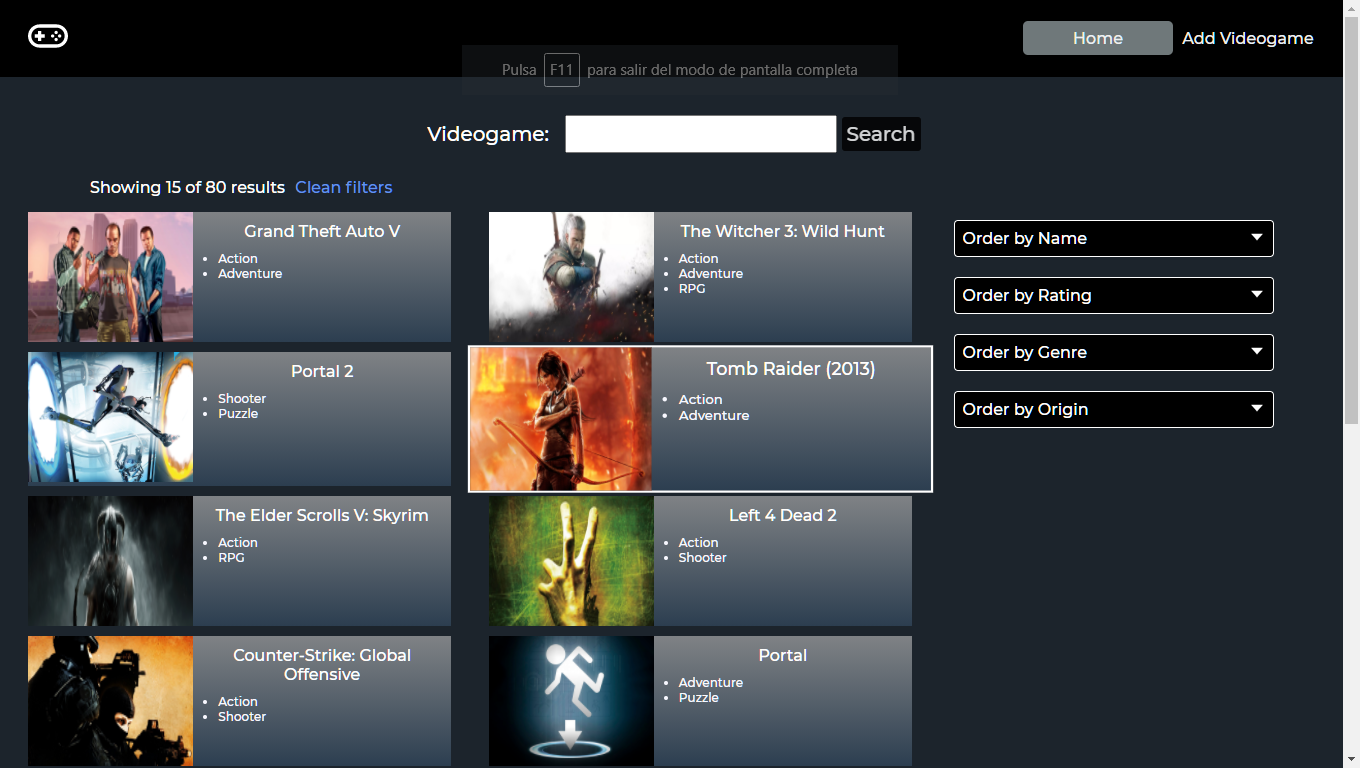 Home
Add Videogame
Pulsa F11 para salir del modo de pantalla completa
Videogame:
Search
Showing 15 of 80 results Clean filters
Grand Theft Auto V
Action
Adventure
The Witcher 3: Wild Hunt
Action
Adventure
RPG
Order by Name
Order by Rating
Order by Genre
Order by Origin
Portal 2
Shooter
Puzzle
Tomb Raider (2013)
Action
Adventure
The Elder Scrolls V: Skyrim
Action
RPG
Left 4 Dead 2
Action
Shooter
Counter-Strike: Global
Offensive
Action
Shooter
Portal
Adventure
Puzzle